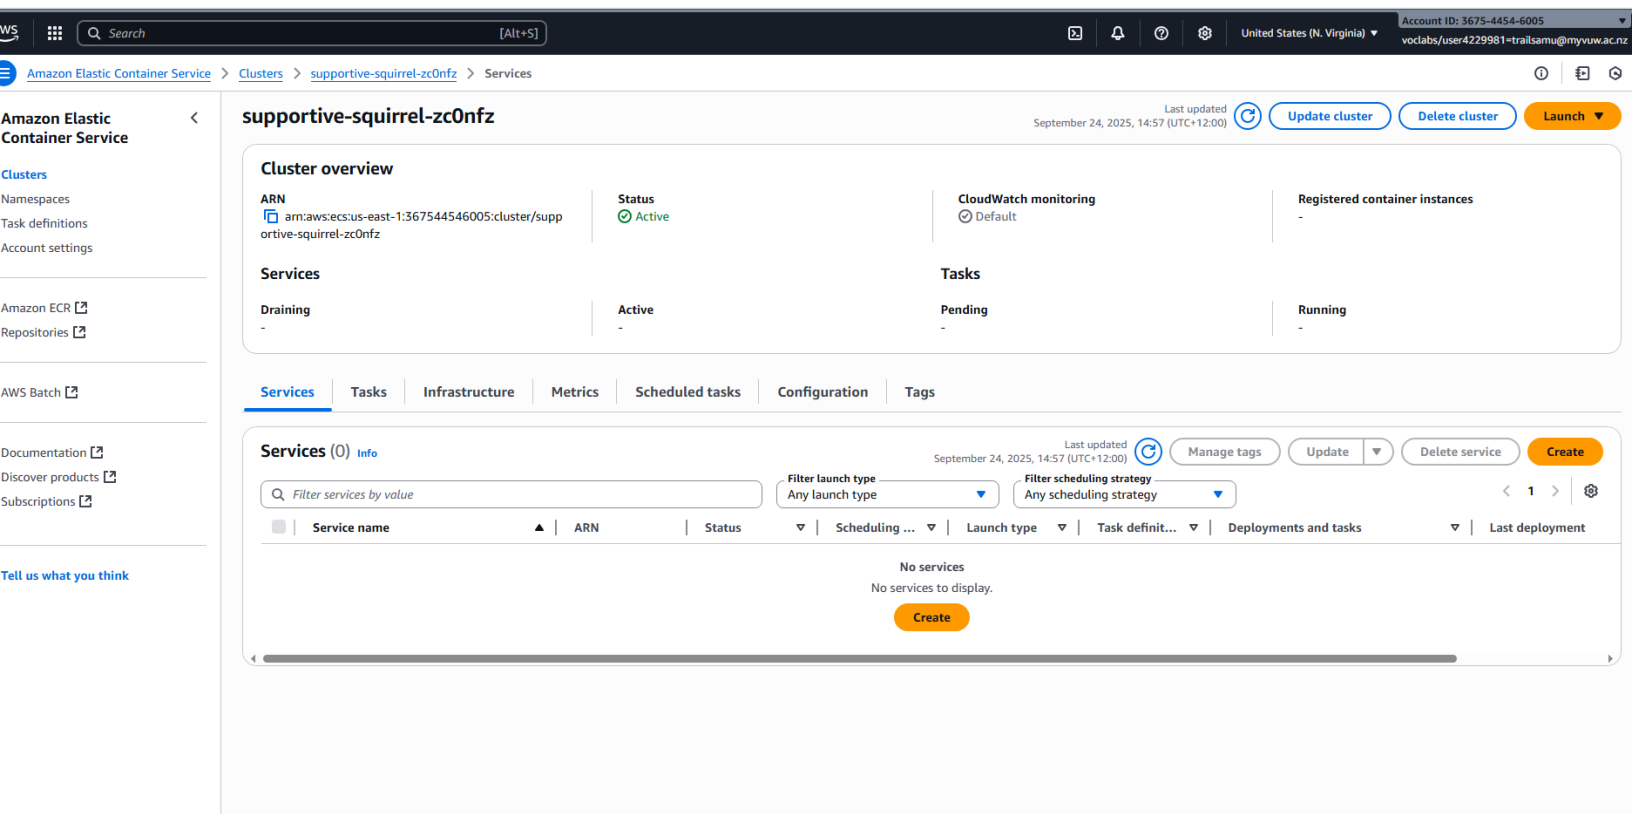 Search
[Alt+S]
United States (N. Virginia)
Account ID: 3675-4454-6005
voclabs/user4229981=trailsamu@myvuw.ac.nz
Amazon Elastic Container Service > Clusters > supportive-squirrel-zc0nfz > Services
Amazon Elastic
Container Service
Clusters
Namespaces
Task definitions
Account settings
Amazon ECR
Repositories
AWS Batch
Documentation
Discover products
Subscriptions
Tell us what you think
supportive-squirrel-zc0nfz
Last updated
September 24, 2025, 14:57 (UTC+12:00)
Update cluster
Delete cluster
Launch
Cluster overview
ARN
arn:aws:ecs:us-east-1:367544546005:cluster/supp
ortive-squirrel-zc0nfz
Status
Active
CloudWatch monitoring
Default
Registered container instances
-
Services
Tasks
Draining
-
Active
-
Pending
-
Running
-
Services
Tasks
Infrastructure
Metrics
Scheduled tasks
Configuration
Tags
Services (0) Info
Last updated
September 24, 2025, 14:57 (UTC+12:00)
Manage tags
Update
Delete service
Create
Filter services by value
Filter launch type
Any launch type
Filter scheduling strategy
Any scheduling strategy
1
Service name
ARN
Status
Scheduling ...
Launch type
Task definit...
Deployments and tasks
Last deployment
No services
No services to display.
Create